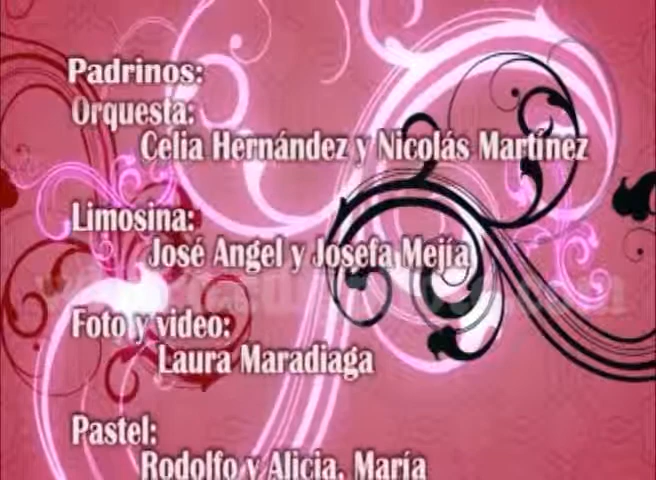 Padrinos:
Orquesta:
Celia Hernández y Nicolás Martínez
Limosina:
José Angel y Josefa Mejía
Foto y video:
Laura Maradiaga
Pastel:
Rodolfo y Alicia, María